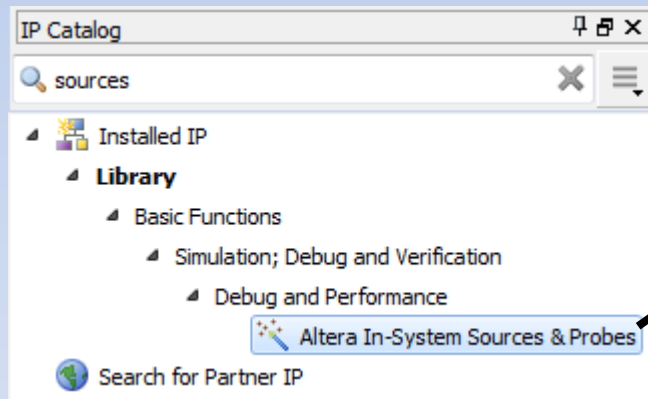 IP Catalog
sources
Installed IP
Library
Basic Functions
Simulation; Debug and Verification
Debug and Performance
Altera In-System Sources & Probes
Search for Partner IP